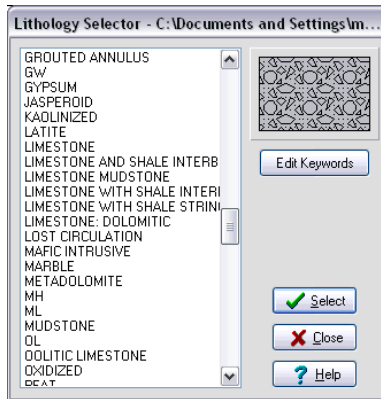 Lithology Selector - C:\Documents and Settings\m...
GROUTED ANNULUS
GW
GYPSUM
JASPEROID
KAOLINIZED
LATITE
LIMESTONE
LIMESTONE AND SHALE INTERB
LIMESTONE MUDSTONE
LIMESTONE WITH SHALE INTERI
LIMESTONE WITH SHALE STRIN
LIMESTONE: DOLOMITIC
LOST CIRCULATION
MAFIC INTRUSIVE
MARBLE
METADOLOMITE
MH
ML
MUDSTONE
OL
OOLITIC LIMESTONE
OXIDIZED
PEAT
Edit Keywords
Select
Close
Help